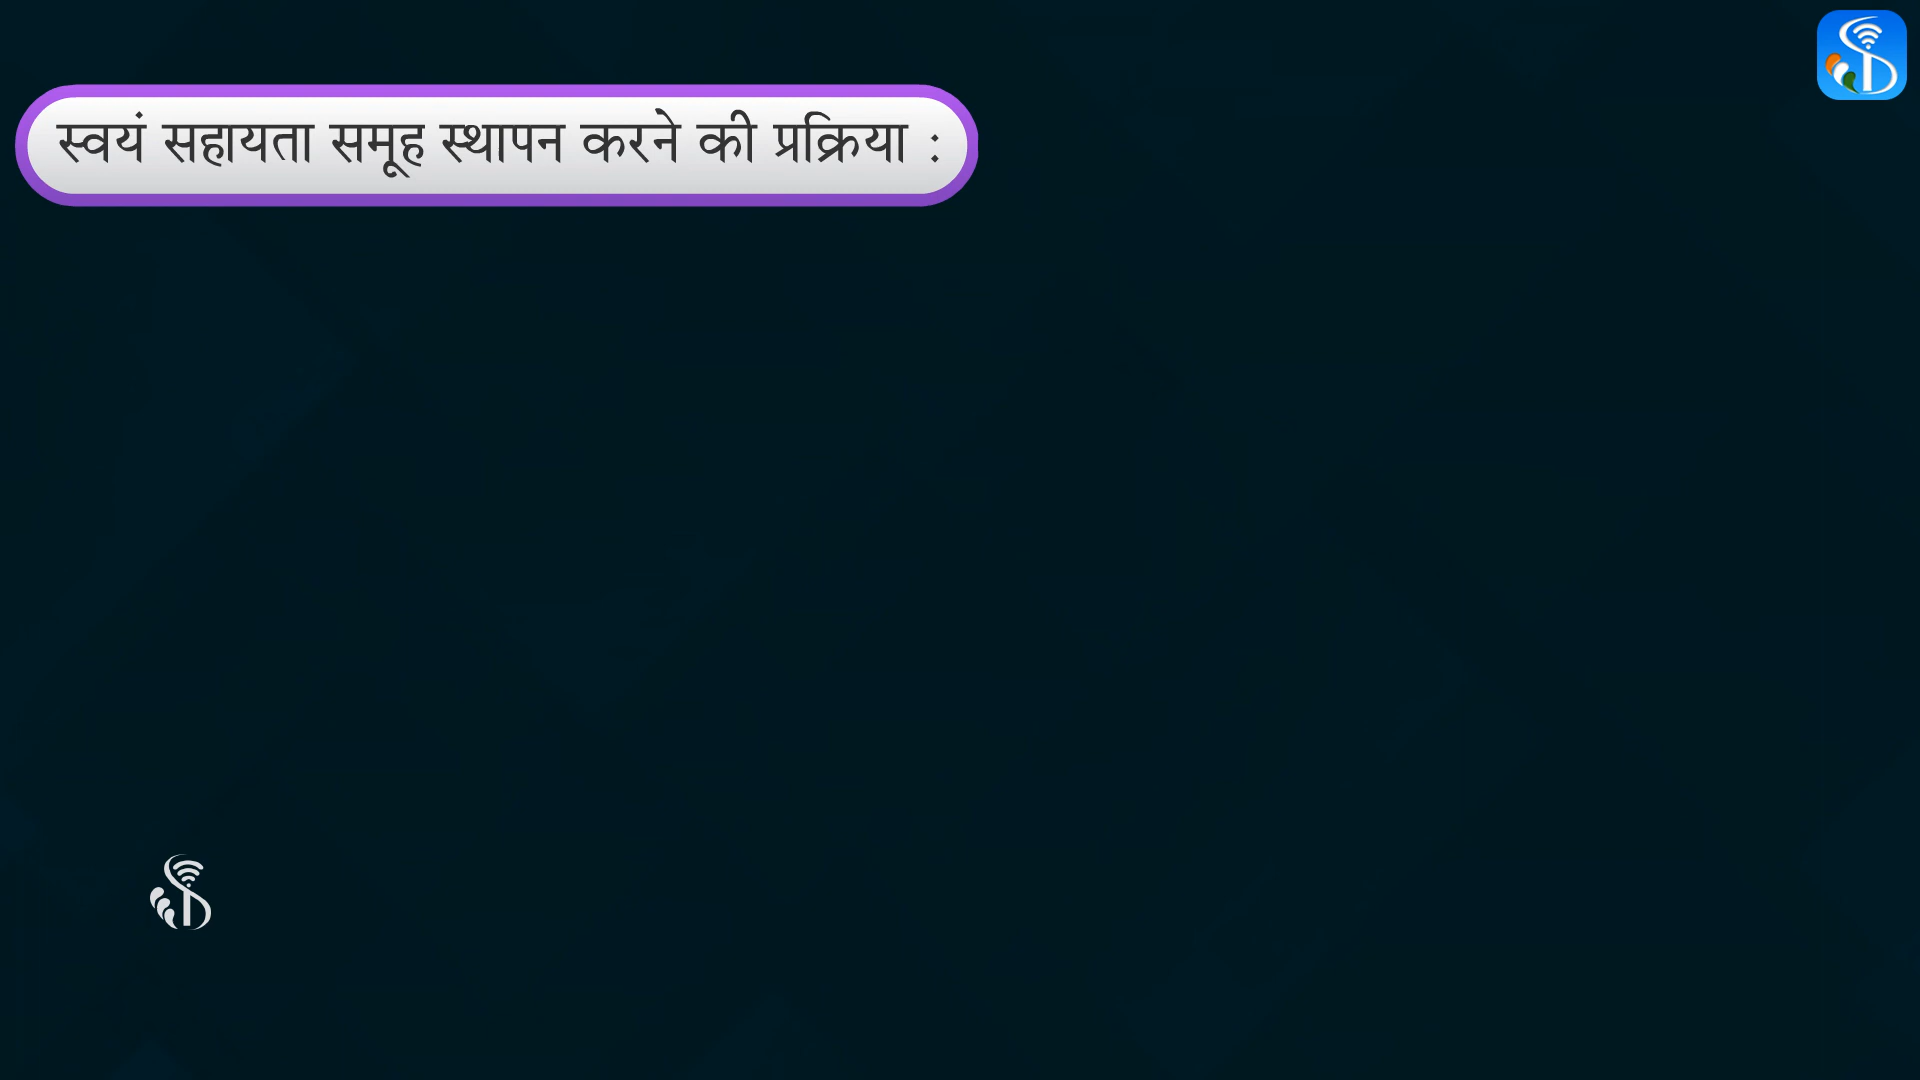 स्वयं सहायता समूह स्थापन करने की प्रक्रिया :